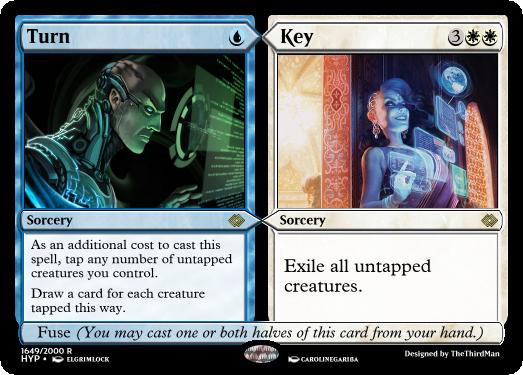 Turn
Key 3
Sorcery
Sorcery
As an additional cost to cast this
spell, tap any number of untapped
creatures you control.
Draw a card for each creature
tapped this way.
Exile all untapped
creatures.
Fuse (You may cast one or both halves of this card from your hand.)
1649/2000 R
HYP • ELGRIMLOCK
CAROLINEGARIBA
Designed by TheThirdMan